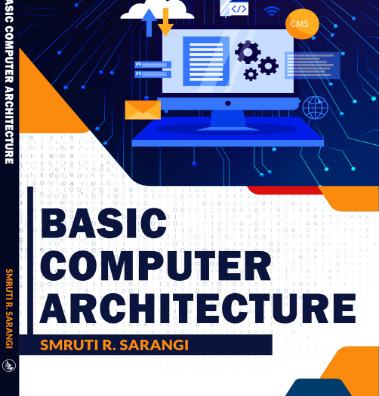 BASIC COMPUTER ARCHITECTURE
SMRUTI R. SARANGI
</>
CMS
BASIC
COMPUTER
ARCHITECTURE
SMRUTI R. SARANGI